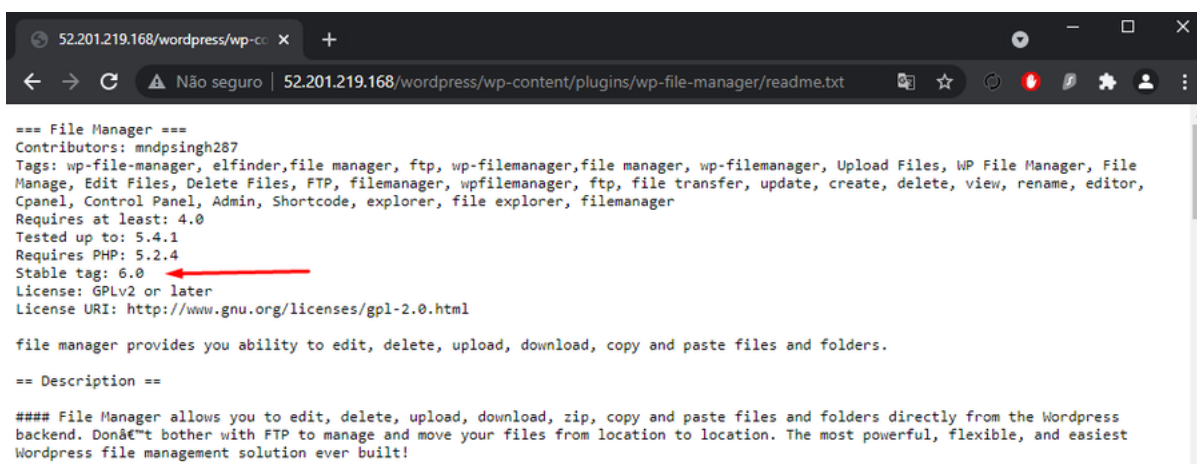 52.201.219.168/wordpress/wp-co
Não seguro | 52.201.219.168/wordpress/wp-content/plugins/wp-file-manager/readme.txt
=== File Manager ===
Contributors: mndpsingh287
Tags: wp-file-manager, elfinder,file manager, ftp, wp-filemanager,file manager, wp-filemanager, Upload Files, WP File Manager, File
Manage, Edit Files, Delete Files, FTP, filemanager, wpfilemanager, ftp, file transfer, update, create, delete, view, rename, editor,
Cpanel, Control Panel, Admin, Shortcode, explorer, file explorer, filemanager
Requires at least: 4.0
Tested up to: 5.4.1
Requires PHP: 5.2.4
Stable tag: 6.0
License: GPLv2 or later
License URI: http://www.gnu.org/licenses/gpl-2.0.html
file manager provides you ability to edit, delete, upload, download, copy and paste files and folders.
== Description ==
#### File Manager allows you to edit, delete, upload, download, zip, copy and paste files and folders directly from the Wordpress
backend. Donâ€™t bother with FTP to manage and move your files from location to location. The most powerful, flexible, and easiest
Wordpress file management solution ever built!